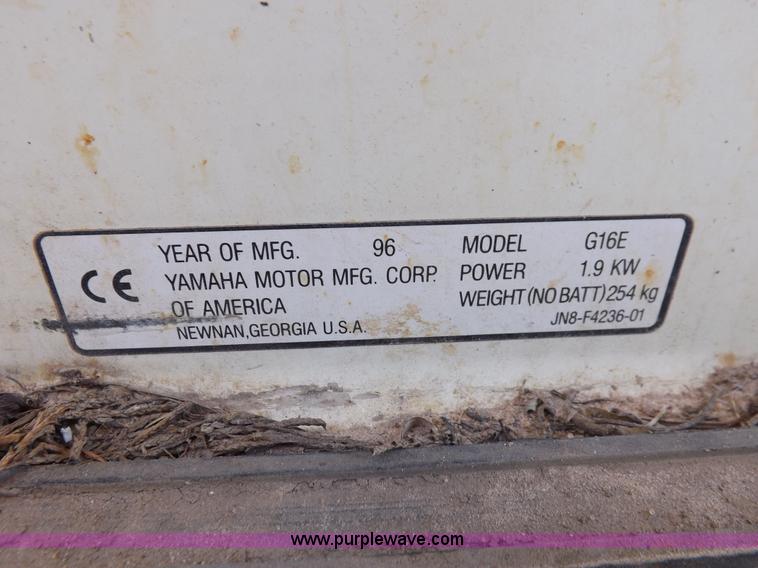 CE
YEAR OF MFG. 96
YAMAHA MOTOR MFG. CORP.
OF AMERICA
NEWNAN,GEORGIA U.S.A.
MODEL G16E
POWER 1.9 KW
WEIGHT(NO BATT)254 kg
JN8-F4236-01
www.purplewave.com